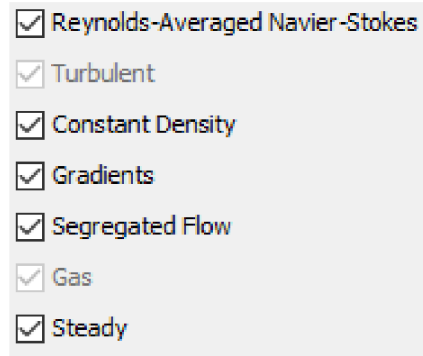 Reynolds-Averaged Navier-Stokes
Turbulent
Constant Density
Gradients
Segregated Flow
Gas
Steady